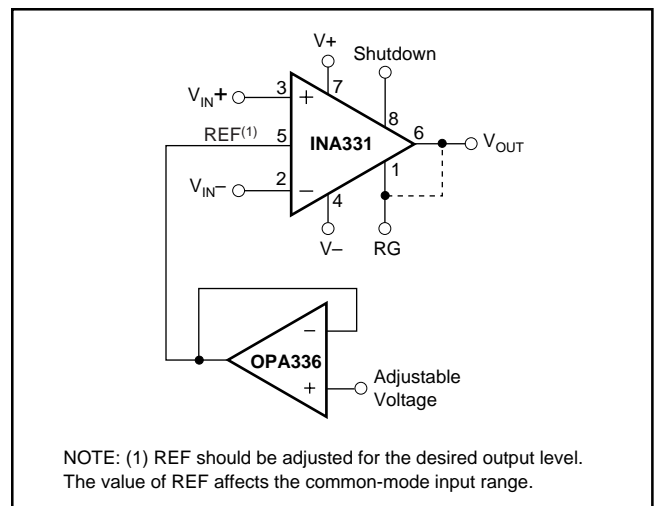 V+
Shutdown
VIN+
3
+
7
8
REF(1)
5
INA331
6
VOUT
VIN–
2
–
4
1
V–
RG
–
OPA336
+
Adjustable
Voltage
NOTE: (1) REF should be adjusted for the desired output level.
The value of REF affects the common-mode input range.